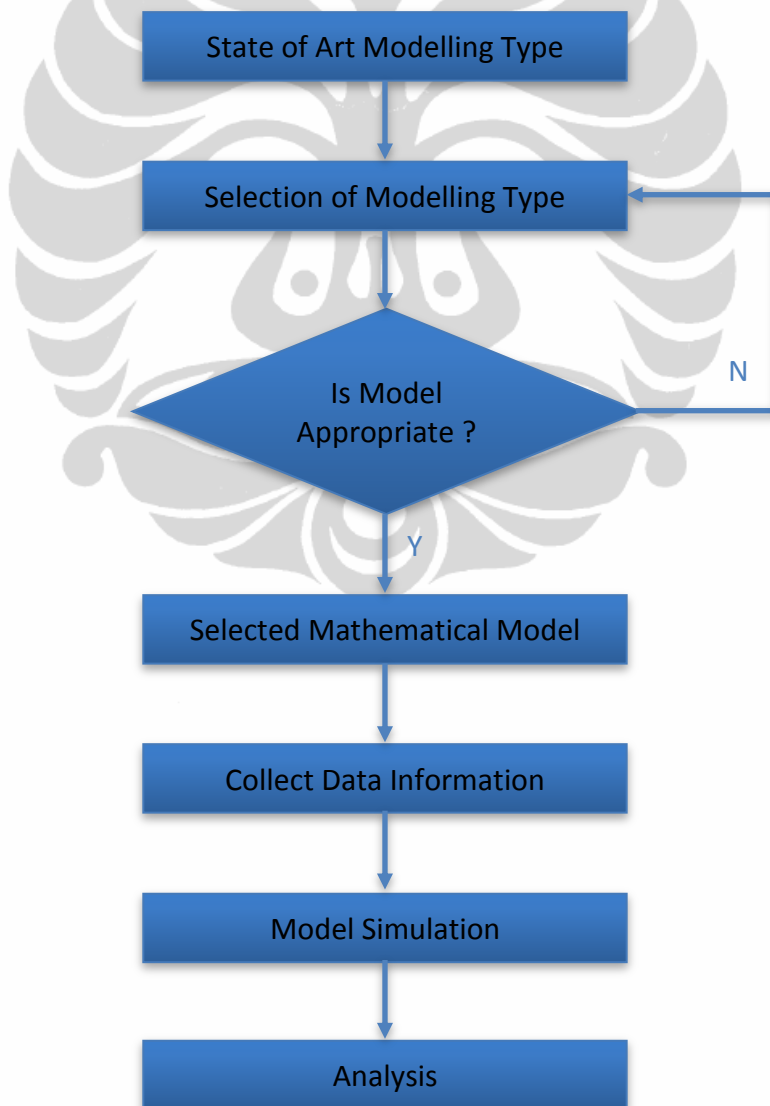 State of Art Modelling Type
Selection of Modelling Type
Is Model
Appropriate ?
N
Y
Selected Mathematical Model
Collect Data Information
Model Simulation
Analysis